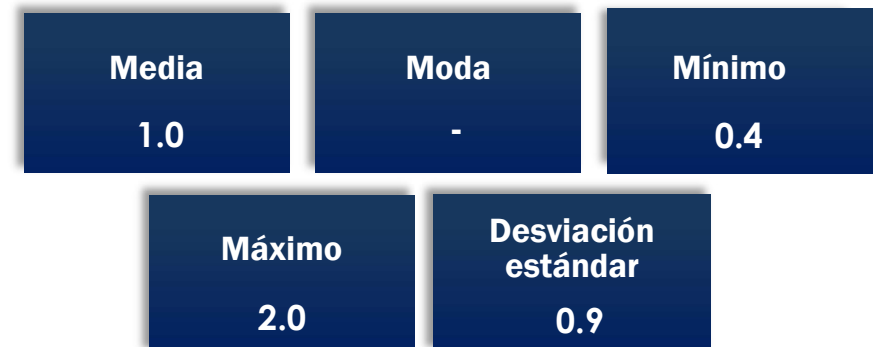 Media
1.0
Moda
-
Mínimo
0.4
Máximo
2.0
Desviación
estándar
0.9